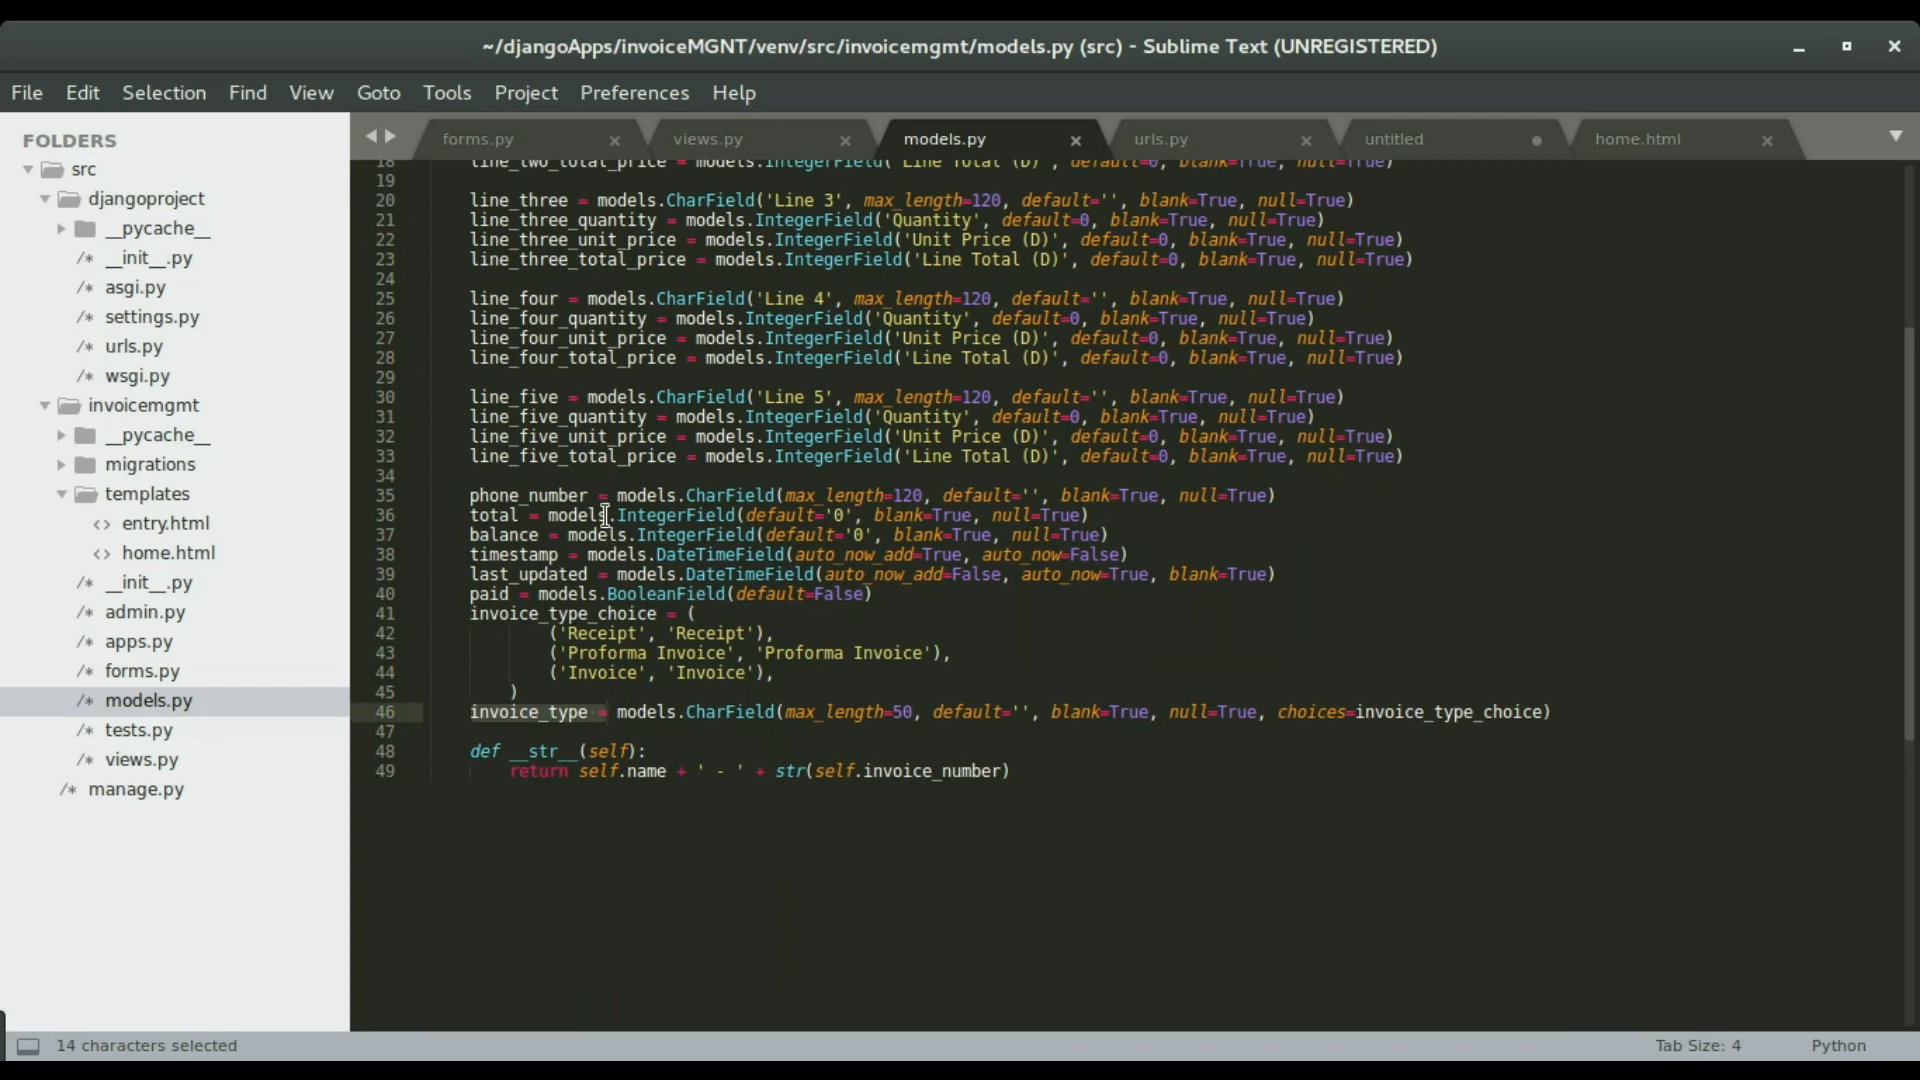 ~/djangoApps/invoiceMGNT/venv/src/invoicemgmt/models.py (src) - Sublime Text (UNREGISTERED)
File Edit Selection Find View Goto Tools Project Preferences Help
FOLDERS
src
djangoproject
__pycache__
/* __init__.py
/* asgi.py
/* settings.py
/* urls.py
/* wsgi.py
invoicemgmt
__pycache__
migrations
templates
<> entry.html
<> home.html
/* __init__.py
/* admin.py
/* apps.py
/* forms.py
/* models.py
/* tests.py
/* views.py
/* manage.py
forms.py views.py models.py urls.py untitled home.html
18 line_two_total_price = models.IntegerField('Line Total (D)', default=0, blank=True, null=True)
19
20 line_three = models.CharField('Line 3', max_length=120, default='', blank=True, null=True)
21 line_three_quantity = models.IntegerField('Quantity', default=0, blank=True, null=True)
22 line_three_unit_price = models.IntegerField('Unit Price (D)', default=0, blank=True, null=True)
23 line_three_total_price = models.IntegerField('Line Total (D)', default=0, blank=True, null=True)
24
25 line_four = models.CharField('Line 4', max_length=120, default='', blank=True, null=True)
26 line_four_quantity = models.IntegerField('Quantity', default=0, blank=True, null=True)
27 line_four_unit_price = models.IntegerField('Unit Price (D)', default=0, blank=True, null=True)
28 line_four_total_price = models.IntegerField('Line Total (D)', default=0, blank=True, null=True)
29
30 line_five = models.CharField('Line 5', max_length=120, default='', blank=True, null=True)
31 line_five_quantity = models.IntegerField('Quantity', default=0, blank=True, null=True)
32 line_five_unit_price = models.IntegerField('Unit Price (D)', default=0, blank=True, null=True)
33 line_five_total_price = models.IntegerField('Line Total (D)', default=0, blank=True, null=True)
34
35 phone_number = models.CharField(max_length=120, default='', blank=True, null=True)
36 total = models.IntegerField(default='0', blank=True, null=True)
37 balance = models.IntegerField(default='0', blank=True, null=True)
38 timestamp = models.DateTimeField(auto_now_add=True, auto_now=False)
39 last_updated = models.DateTimeField(auto_now_add=False, auto_now=True, blank=True)
40 paid = models.BooleanField(default=False)
41 invoice_type_choice = (
42 ('Receipt', 'Receipt'),
43 ('Proforma Invoice', 'Proforma Invoice'),
44 ('Invoice', 'Invoice'),
45 )
46 invoice_type = models.CharField(max_length=50, default='', blank=True, null=True, choices=invoice_type_choice)
47
48 def __str__(self):
49 return self.name + ' - ' + str(self.invoice_number)
14 characters selected
Tab Size: 4 Python